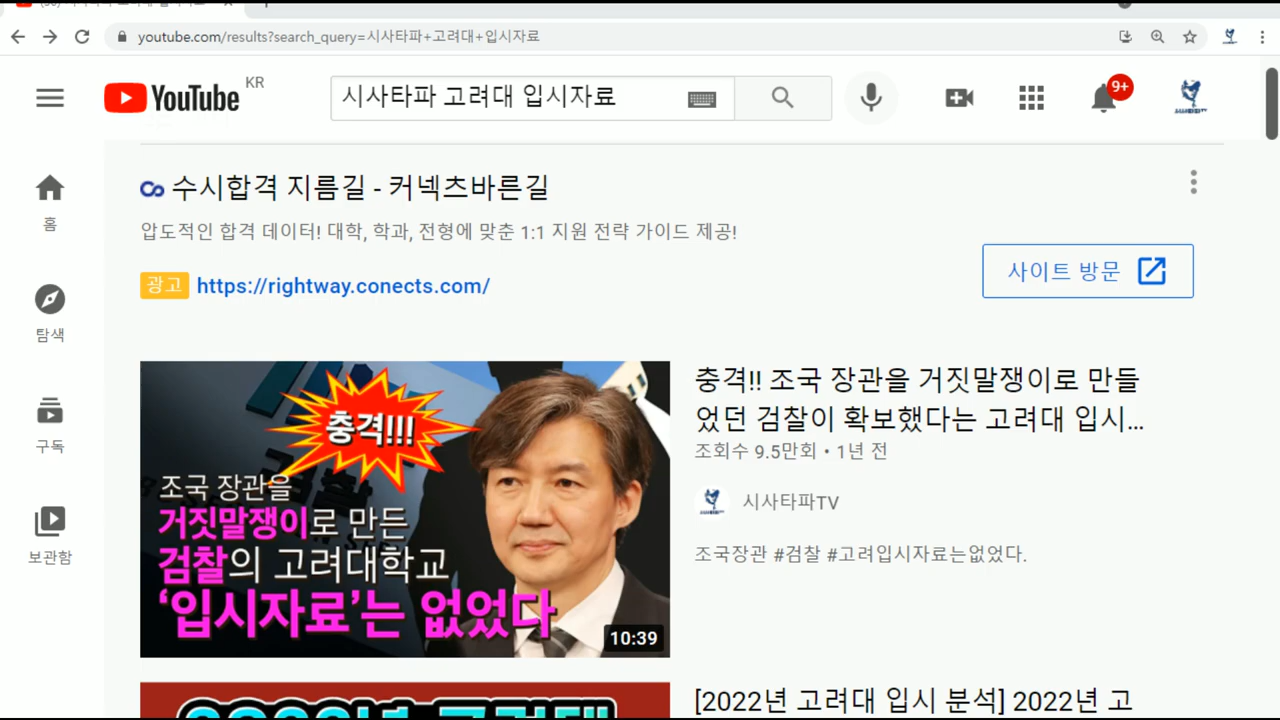 youtube.com/results?search_query=시사타파+고려대+입시자료
YouTube KR
시사타파 고려대 입시자료
9+
홈
탐색
구독
보관함
수시합격 지름길 - 커넥츠바른길
압도적인 합격 데이터! 대학, 학과, 전형에 맞춘 1:1 지원 전략 가이드 제공!
광고 https://rightway.conects.com/
사이트 방문
충격!!!
조국 장관을
거짓말쟁이로 만든
검찰의 고려대학교
‘입시자료’는 없었다
10:39
충격!! 조국 장관을 거짓말쟁이로 만들
었던 검찰이 확보했다는 고려대 입시...
조회수 9.5만회 • 1년 전
시사타파TV
조국장관 #검찰 #고려입시자료는없었다.
[2022년 고려대 입시 분석] 2022년 고